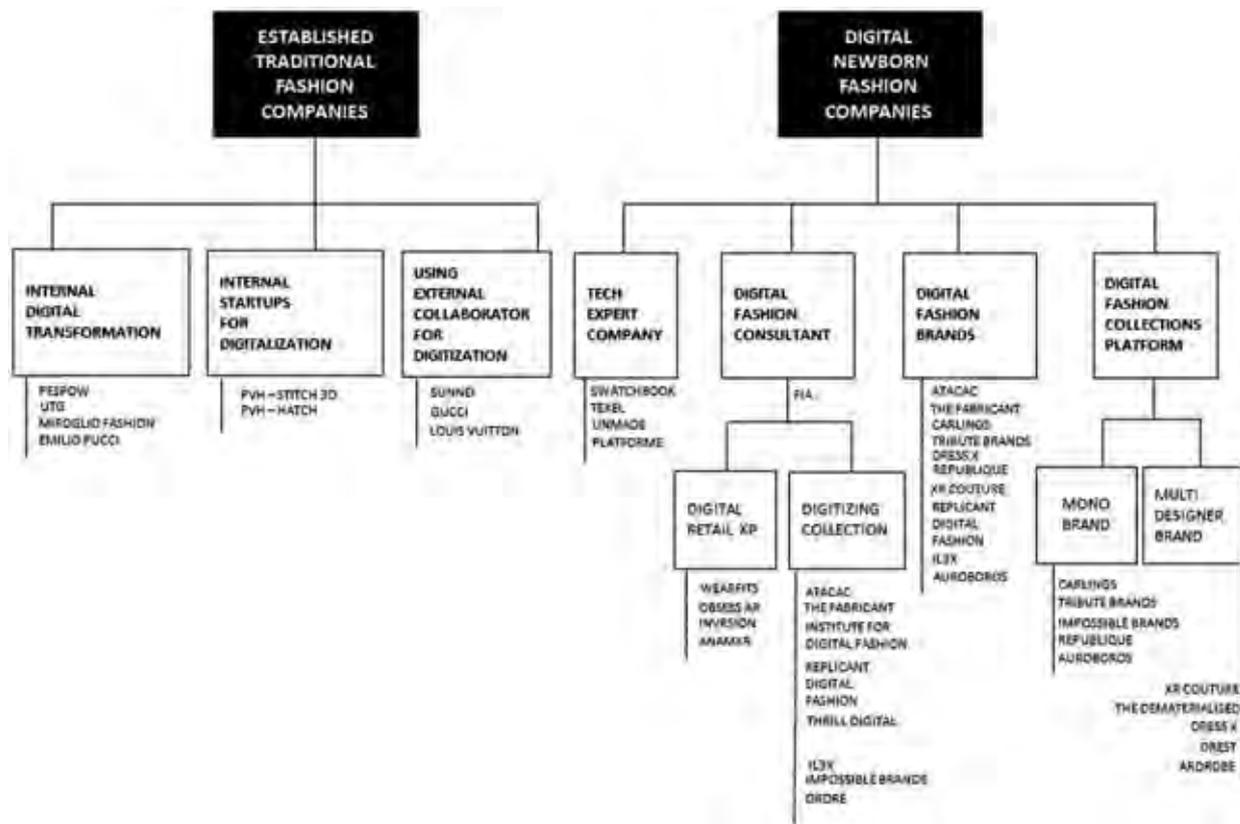 ESTABLISHED
TRADITIONAL
FASHION
COMPANIES
DIGITAL
NEWBORN
FASHION
COMPANIES
INTERNAL
DIGITAL
TRANSFORMATION
PESPOW
UTG
MIROGLIO FASHION
EMILIO PUCCI
INTERNAL
STARTUPS
FOR
DIGITALIZATION
PVH – STITCH 3D
PVH – HATCH
USING
EXTERNAL
COLLABORATOR
FOR
DIGITIZATION
SUNNEI
GUCCI
LOUIS VUITTON
TECH
EXPERT
COMPANY
SWATCHBOOK
TEXEL
UNMADE
PLATFORME
DIGITAL
FASHION
CONSULTANT
PIA.
DIGITAL
RETAIL XP
WEARFITS
OBSESS AR
INVRSION
ANAMXR
DIGITIZING
COLLECTION
ATACAC
THE FABRICANT
INSTITUTE FOR
DIGITAL FASHION
REPLICANT
DIGITAL
FASHION
THRILL DIGITAL
IL3X
IMPOSSIBLE BRANDS
ORDRE
DIGITAL
FASHION
BRANDS
ATACAC
THE FABRICANT
CARLINGS
TRIBUTE BRANDS
DRESS X
REPUBLIQUE
XR COUTURE
REPLICANT
DIGITAL
FASHION
IL3X
AUROBOROS
DIGITAL
FASHION
COLLECTIONS
PLATFORM
MONO
BRAND
CARLINGS
TRIBUTE BRANDS
IMPOSSIBLE BRANDS
REPUBLIQUE
AUROBOROS
MULTI
DESIGNER
BRAND
XR COUTURE
THE DEMATERIALISED
DRESS X
DREST
ARDROBE